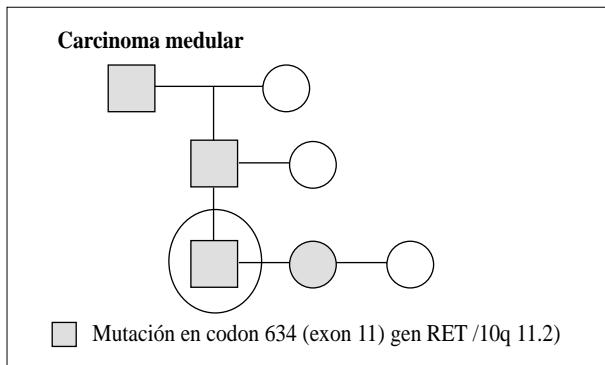 Carcinoma medular
Mutación en codon 634 (exon 11) gen RET /10q 11.2)